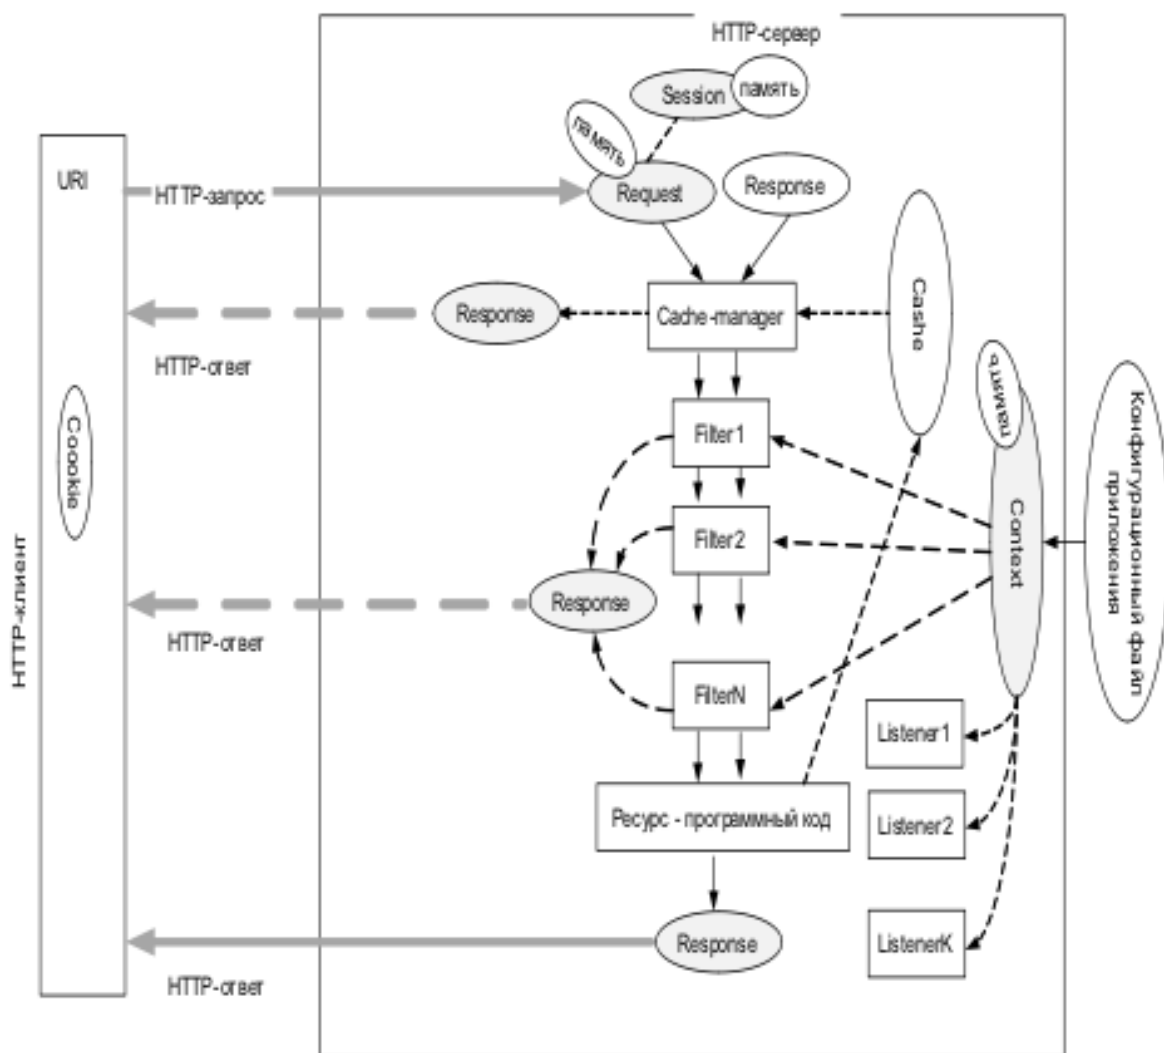 HTTP-сервер
Session
память
память
URI
HTTP-запрос
Request
Response
Cashe
Response
Cache-manager
HTTP-ответ
память
Coookie
Filter1
Конфигурационный файл
приложения
Context
Filter2
HTTP-клиент
Response
HTTP-ответ
FilterN
Listener1
Ресурс - программный код
Listener2
Response
ListenerK
HTTP-ответ